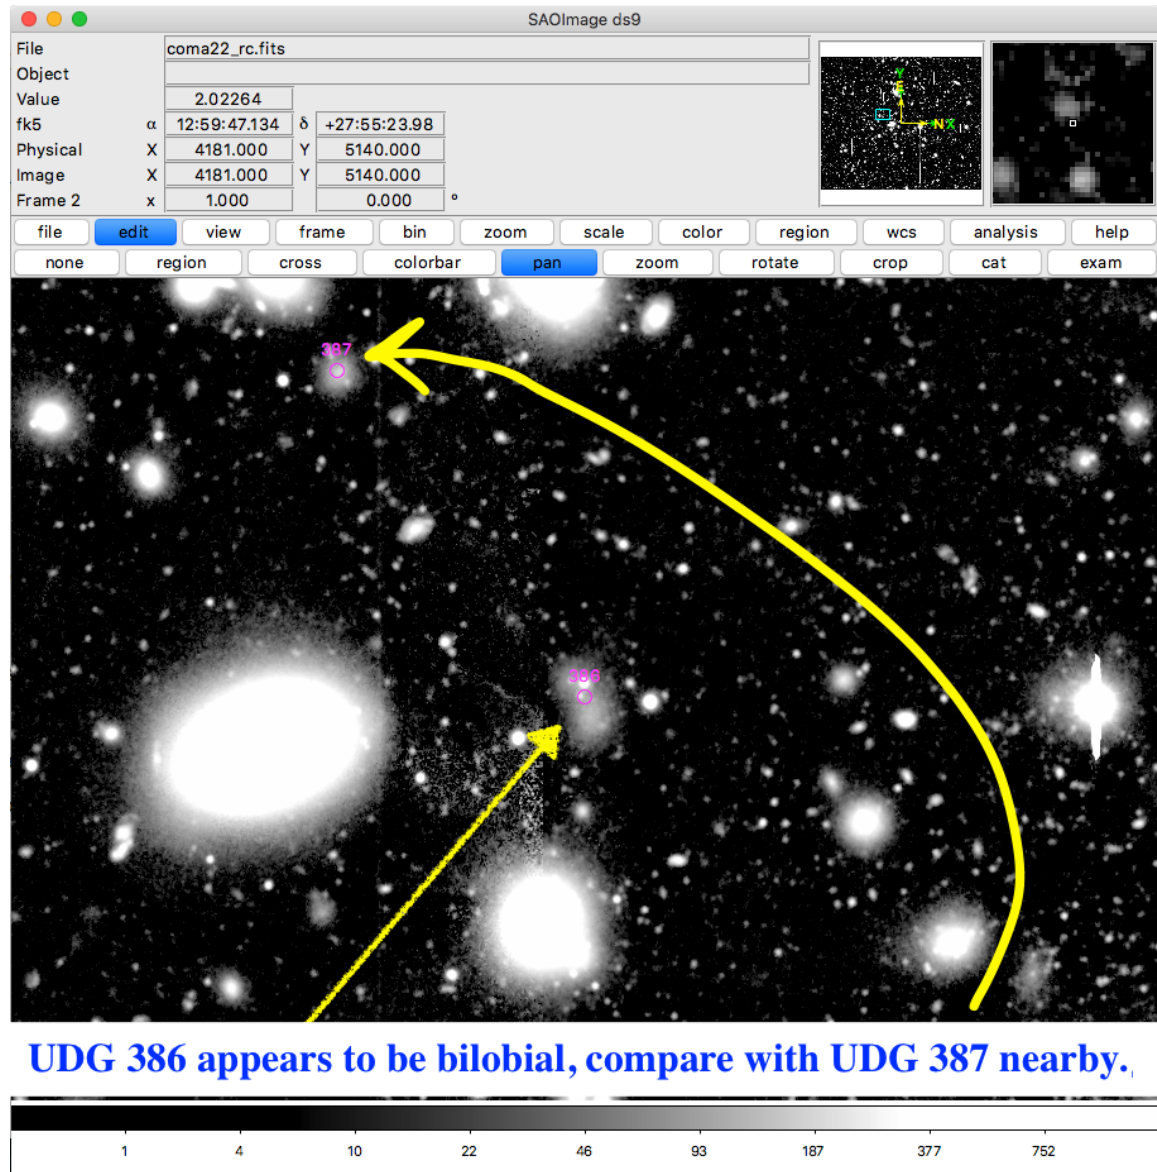 SAOImage ds9
File coma22_rc.fits
Object
Value 2.02264
fk5 α 12:59:47.134 δ +27:55:23.98
Physical X 4181.000 Y 5140.000
Image X 4181.000 Y 5140.000
Frame 2 x 1.000 0.000 °
Y
E
N X
file edit view frame bin zoom scale color region wcs analysis help
none region cross colorbar pan zoom rotate crop cat exam
387
UDG 386 appears to be bilobial, compare with UDG 387 nearby.
1 4 10 22 46 93 187 377 752